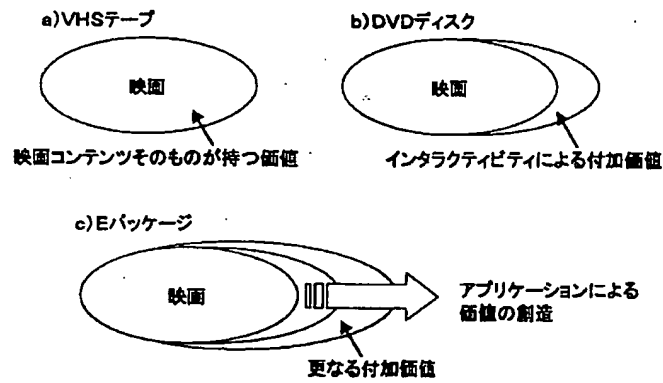 a)VHSテープ
映画
映画コンテンツそのものが持つ価値
b)DVDディスク
映画
インタラクティビティによる付加価値
c)Eパッケージ
映画
アプリケーションによる
価値の創造
更なる付加価値